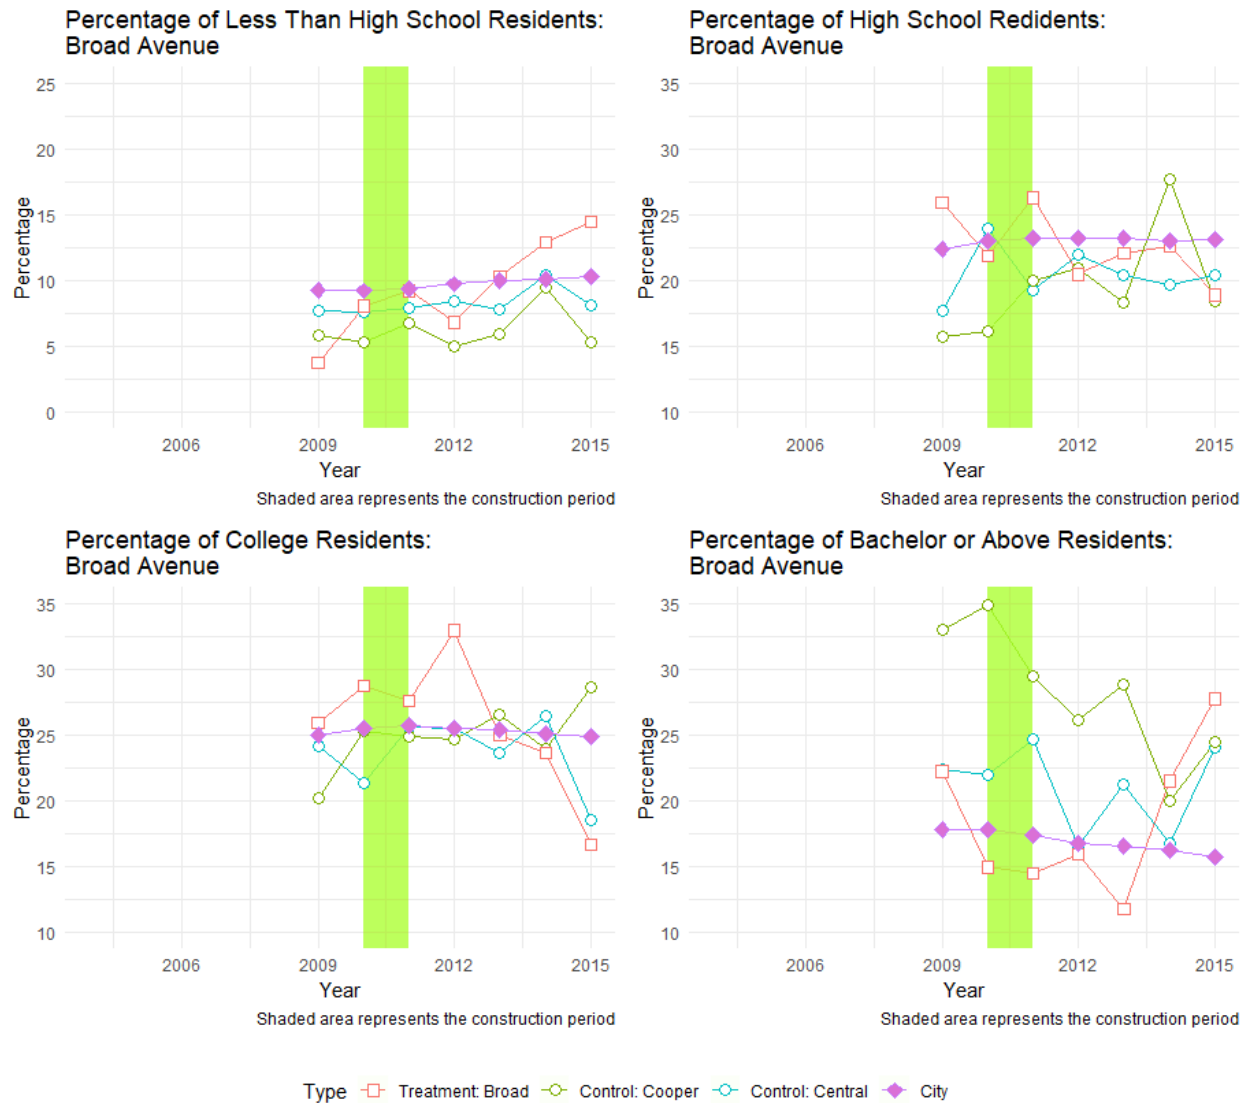 Percentage of Less Than High School Residents:
Broad Avenue
25
20
15
10
5
0
Percentage
2006 2009 2012 2015
Year
Shaded area represents the construction period
Percentage of High School Redidents:
Broad Avenue
35
30
25
20
15
10
Percentage
2006 2009 2012 2015
Year
Shaded area represents the construction period
Percentage of College Residents:
Broad Avenue
35
30
25
20
15
10
Percentage
2006 2009 2012 2015
Year
Shaded area represents the construction period
Percentage of Bachelor or Above Residents:
Broad Avenue
35
30
25
20
15
10
Percentage
2006 2009 2012 2015
Year
Shaded area represents the construction period
Type Treatment: Broad Control: Cooper Control: Central City